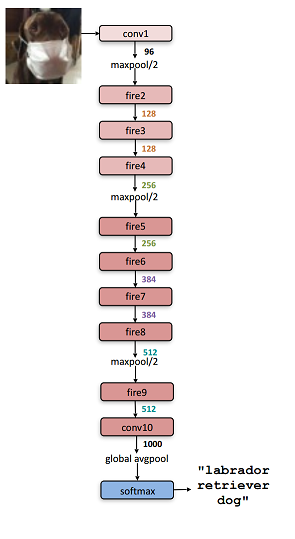 conv1
96
maxpool/2
fire2
128
fire3
128
fire4
256
maxpool/2
fire5
256
fire6
384
fire7
384
fire8
512
maxpool/2
fire9
512
conv10
1000
global avgpool
softmax
"labrador
retriever
dog"